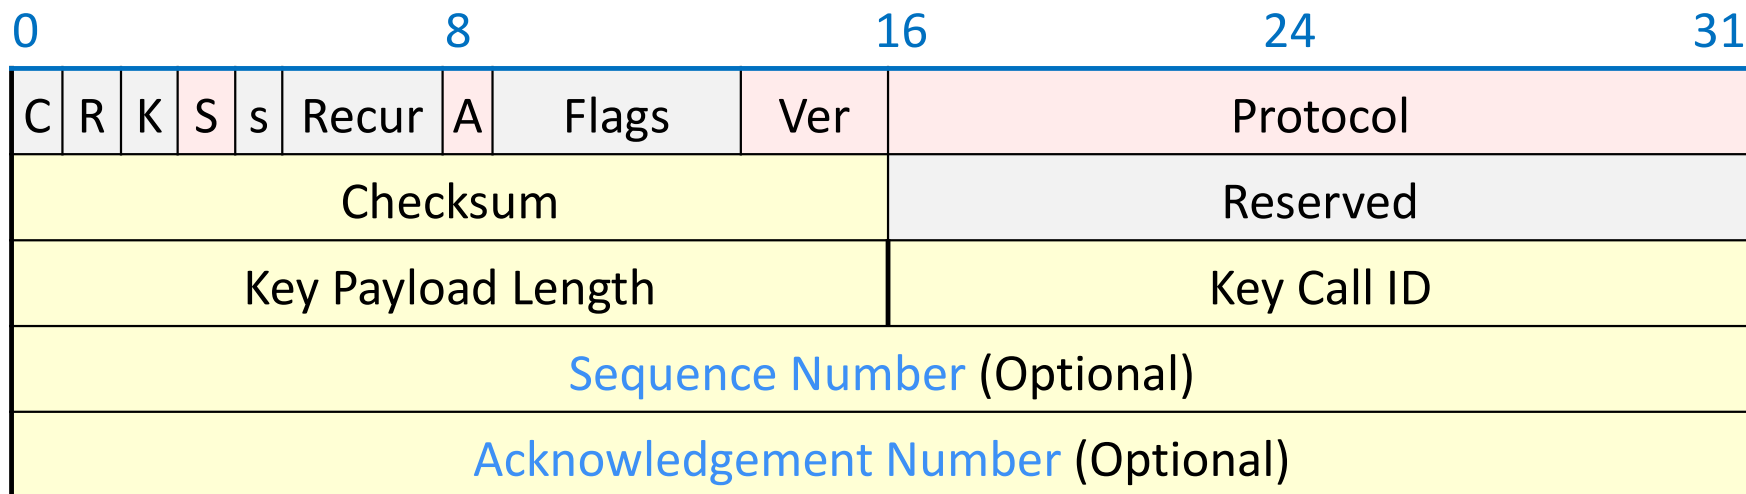 0 8 16 24 31
C R K S s Recur A Flags Ver Protocol
Checksum Reserved
Key Payload Length Key Call ID
Sequence Number (Optional)
Acknowledgement Number (Optional)